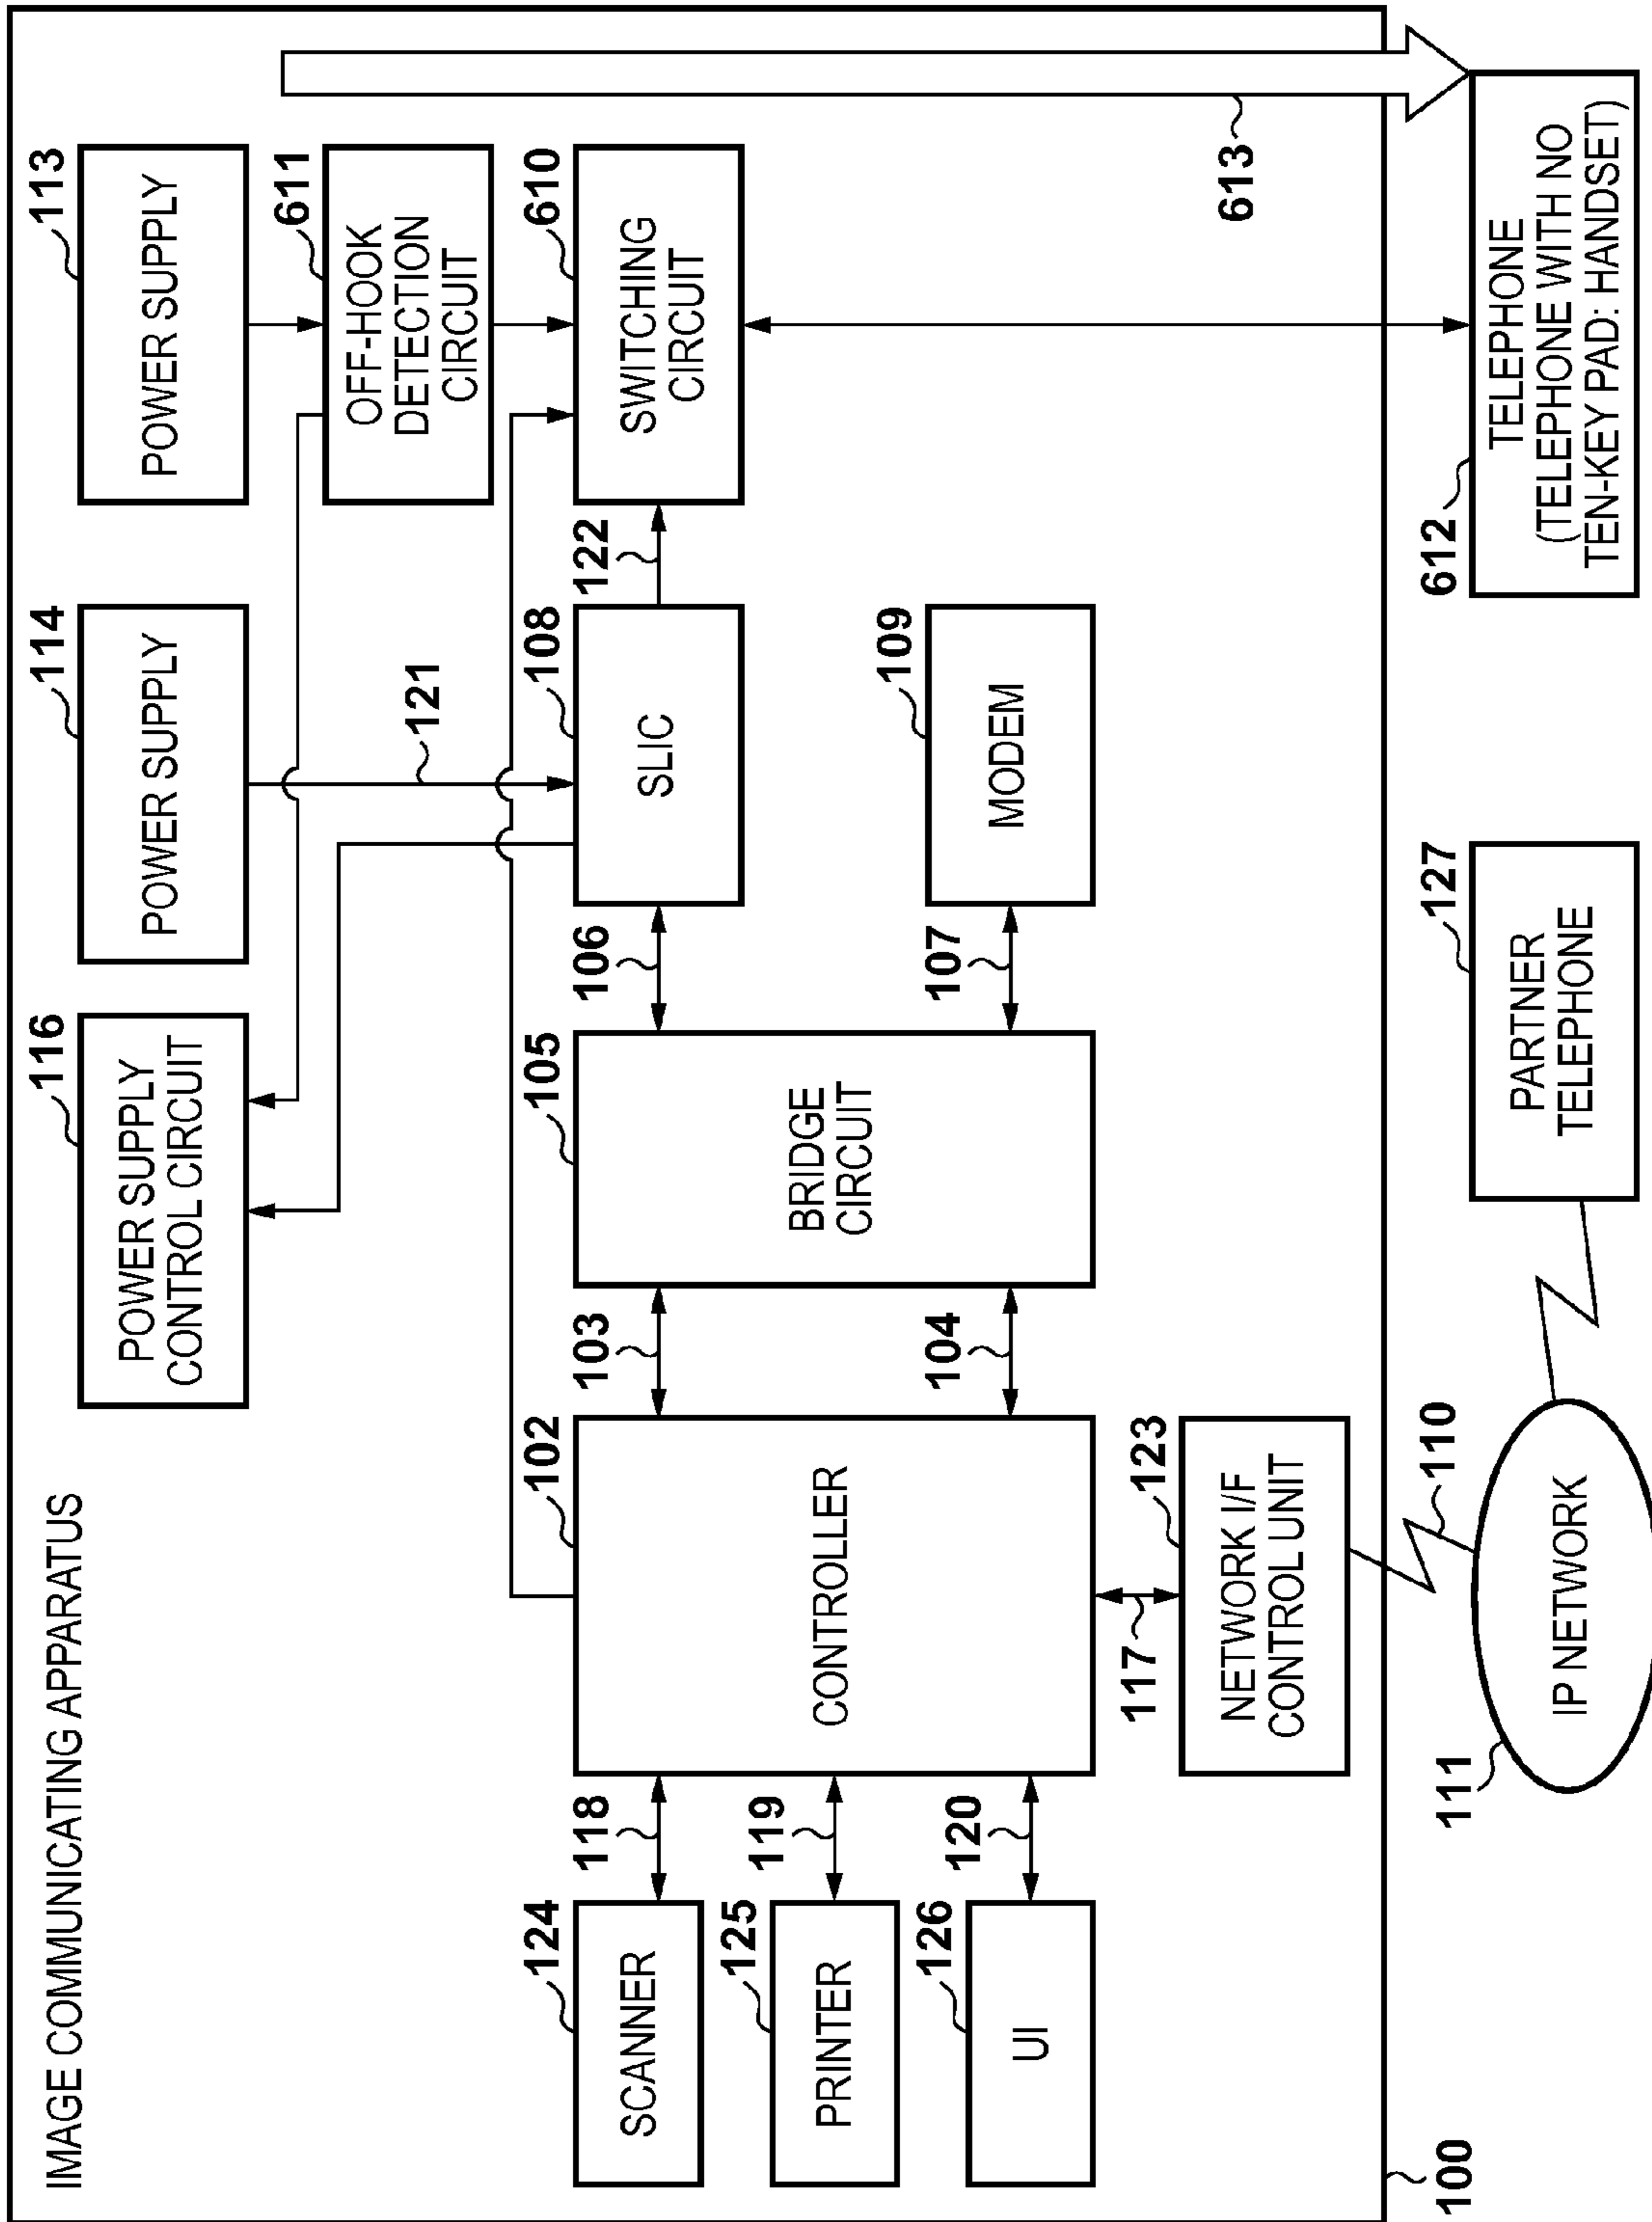 IMAGE COMMUNICATING APPARATUS
116
POWER SUPPLY
CONTROL CIRCUIT
114
POWER SUPPLY
113
POWER SUPPLY
121
611
OFF-HOOK
DETECTION
CIRCUIT
124
SCANNER
118
125
PRINTER
119
126
UI
120
102
CONTROLLER
103
104
105
BRIDGE
CIRCUIT
106
107
108
SLIC
109
MODEM
122
610
SWITCHING
CIRCUIT
117
123
NETWORK I/F
CONTROL UNIT
613
100
110
111
IP NETWORK
127
PARTNER
TELEPHONE
612
TELEPHONE
(TELEPHONE WITH NO
TEN-KEY PAD: HANDSET)